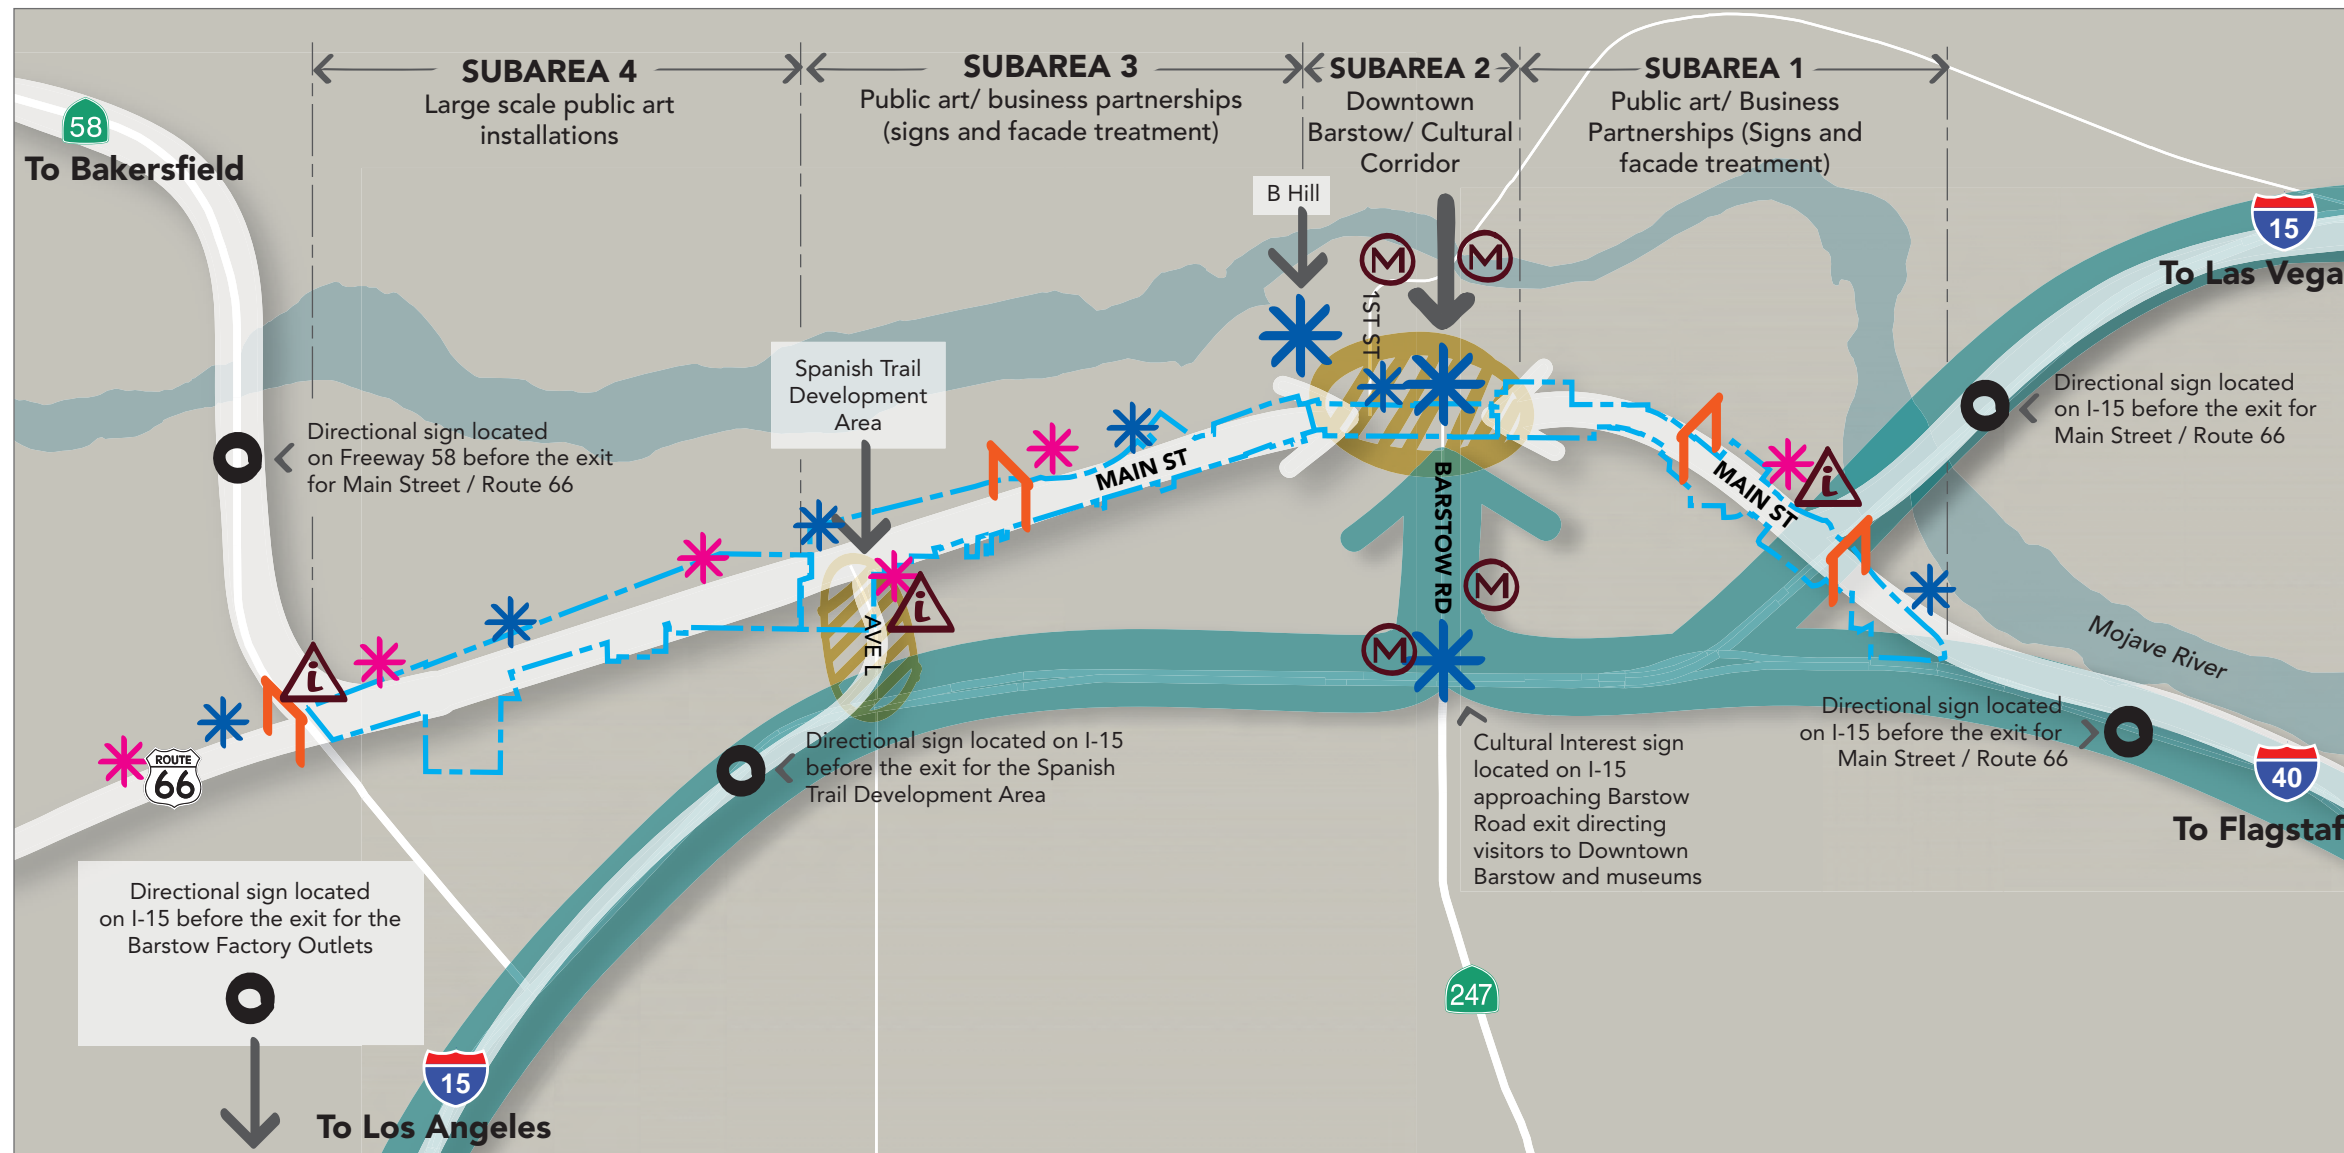 SUBAREA 4
Large scale public art
installations
SUBAREA 3
Public art/ business partnerships
(signs and facade treatment)
SUBAREA 2
Downtown
Barstow/ Cultural
Corridor
SUBAREA 1
Public art/ Business
Partnerships (Signs and
facade treatment)
58
To Bakersfield
B Hill
15
To Las Vega
M
M
1ST ST
Spanish Trail
Development
Area
Directional sign located
on Freeway 58 before the exit
for Main Street / Route 66
Directional sign located
on I-15 before the exit for
Main Street / Route 66
MAIN ST
MAIN ST
BARSTOW RD
i
i
i
M
M
AVE L
Mojave River
ROUTE
66
Directional sign located on I-15
before the exit for the Spanish
Trail Development Area
Cultural Interest sign
located on I-15
approaching Barstow
Road exit directing
visitors to Downtown
Barstow and museums
Directional sign located
on I-15 before the exit for
Main Street / Route 66
40
To Flagstaf
Directional sign located
on I-15 before the exit for the
Barstow Factory Outlets
247
15
To Los Angeles